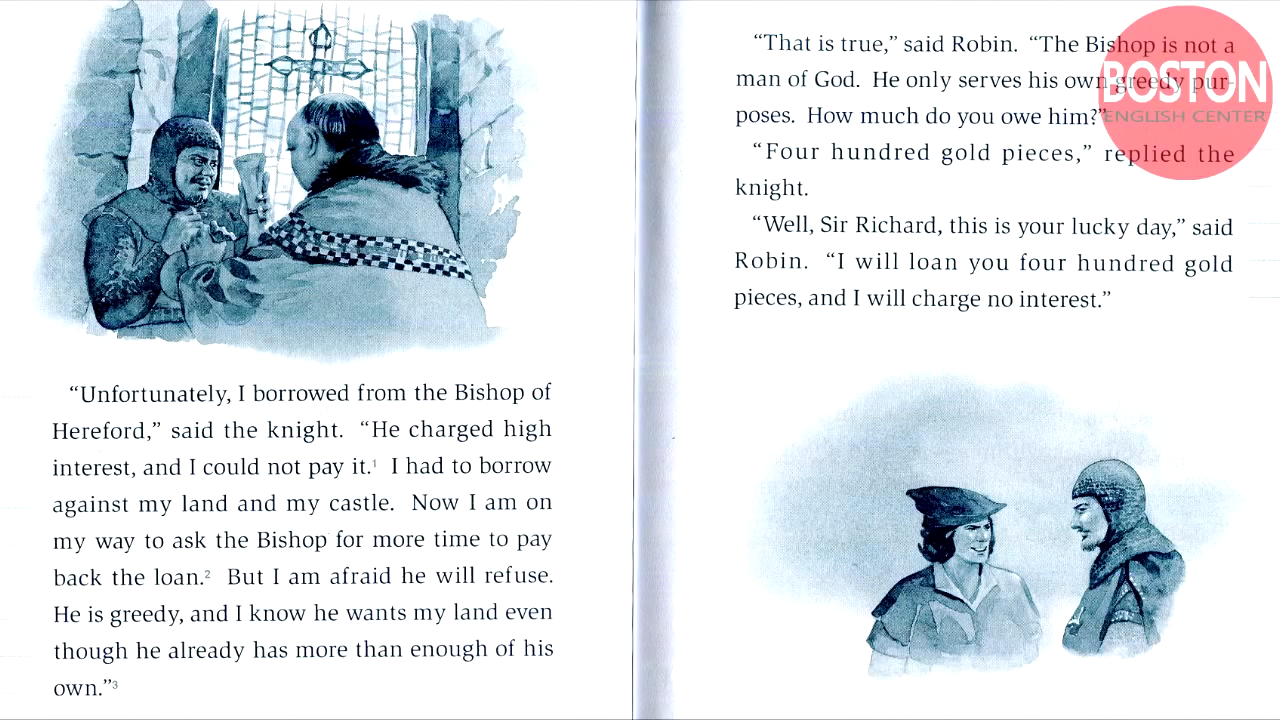 “Unfortunately, I borrowed from the Bishop of
Hereford,” said the knight. “He charged high
interest, and I could not pay it.¹ I had to borrow
against my land and my castle. Now I am on
my way to ask the Bishop for more time to pay
back the loan.² But I am afraid he will refuse.
He is greedy, and I know he wants my land even
though he already has more than enough of his
own.”³
“That is true,” said Robin. “The Bishop is not a
man of God. He only serves his own greedy pur-
poses. How much do you owe him?”
“Four hundred gold pieces,” replied the
knight.
“Well, Sir Richard, this is your lucky day,” said
Robin. “I will loan you four hundred gold
pieces, and I will charge no interest.”
BOSTON
ENGLISH CENTER